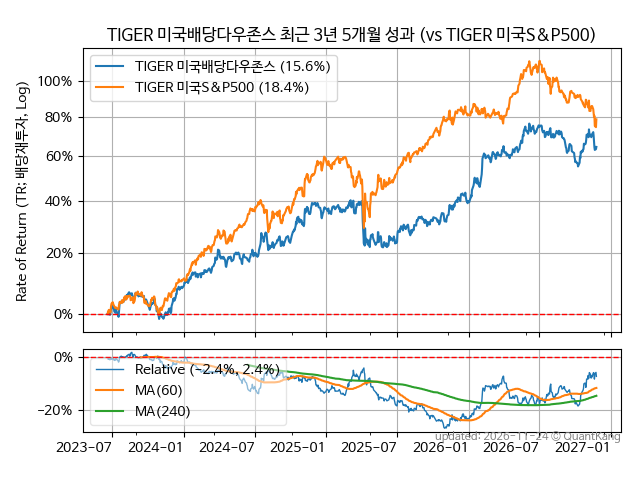 TIGER 미국배당다우존스 최근 3년 5개월 성과 (vs TIGER 미국S&P500)
Rate of Return (TR: 배당재투자, Log)
TIGER 미국배당다우존스 (15.6%)
TIGER 미국S&P500 (18.4%)
100%
80%
60%
40%
20%
0%
0%
−20%
Relative (−2.4%, 2.4%)
MA(60)
MA(240)
updated: 2026-11-24 © QuantKang
2023-07 2024-01 2024-07 2025-01 2025-07 2026-01 2026-07 2027-01